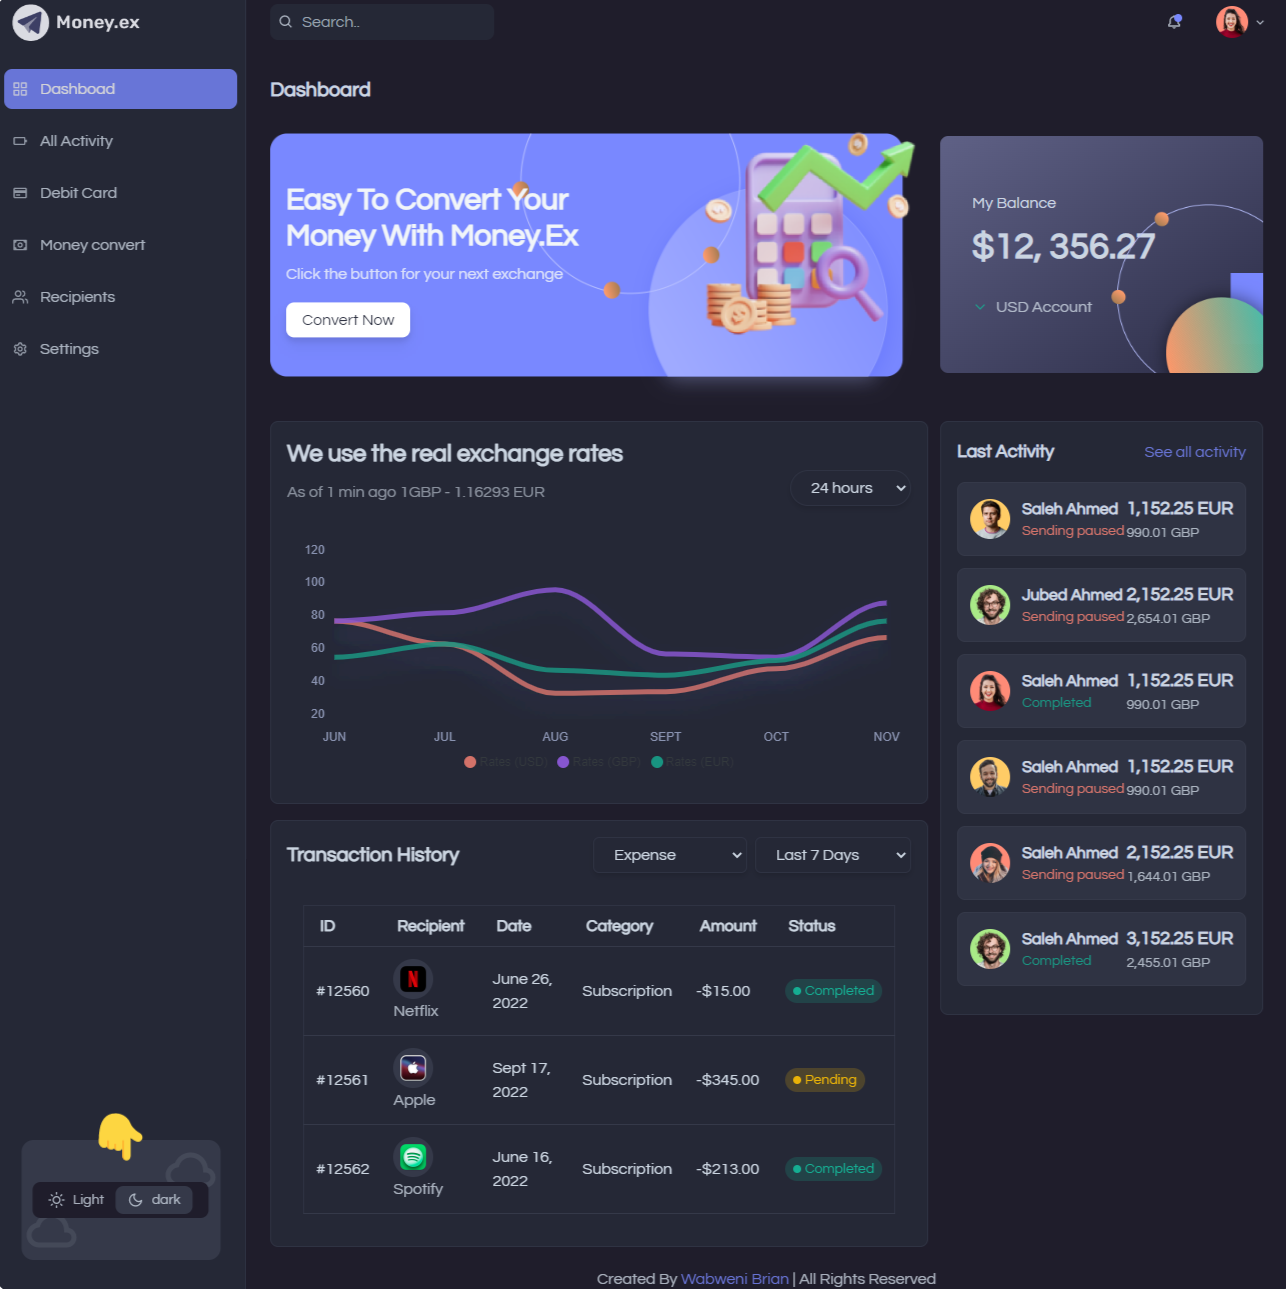 Money.ex
Search..
Dashboad
All Activity
Debit Card
Money convert
Recipients
Settings
Light
dark
Dashboard
Easy To Convert Your
Money With Money.Ex
Click the button for your next exchange
Convert Now
My Balance
$12, 356.27
USD Account
We use the real exchange rates
As of 1 min ago 1GBP - 1.16293 EUR
24 hours
120
100
80
60
40
20
JUN JUL AUG SEPT OCT NOV
Rates (USD) Rates (GBP) Rates (EUR)
Last Activity See all activity
Saleh Ahmed 1,152.25 EUR
Sending paused 990.01 GBP
Jubed Ahmed 2,152.25 EUR
Sending paused 2,654.01 GBP
Saleh Ahmed 1,152.25 EUR
Completed 990.01 GBP
Saleh Ahmed 1,152.25 EUR
Sending paused 990.01 GBP
Saleh Ahmed 2,152.25 EUR
Sending paused 1,644.01 GBP
Saleh Ahmed 3,152.25 EUR
Completed 2,455.01 GBP
Transaction History Expense Last 7 Days
ID Recipient Date Category Amount Status
#12560 Netflix June 26, 2022 Subscription -$15.00 Completed
#12561 Apple Sept 17, 2022 Subscription -$345.00 Pending
#12562 Spotify June 16, 2022 Subscription -$213.00 Completed
Created By Wabweni Brian | All Rights Reserved